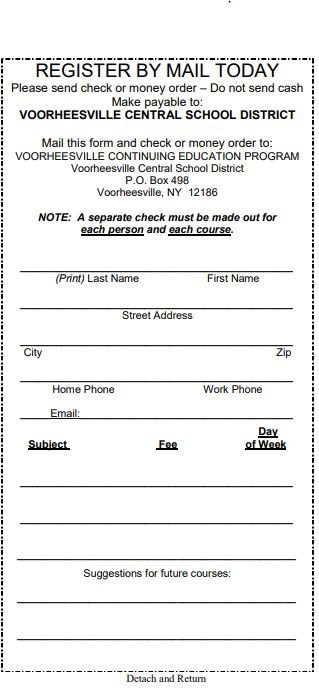 REGISTER BY MAIL TODAY
Please send check or money order – Do not send cash
Make payable to:
VOORHEESVILLE CENTRAL SCHOOL DISTRICT
Mail this form and check or money order to:
VOORHEESVILLE CONTINUING EDUCATION PROGRAM
Voorheesville Central School District
P.O. Box 498
Voorheesville, NY 12186
NOTE: A separate check must be made out for
each person and each course.
(Print) Last Name First Name
Street Address
City Zip
Home Phone Work Phone
Email:
Subject Fee Day of Week
Suggestions for future courses:
Detach and Return